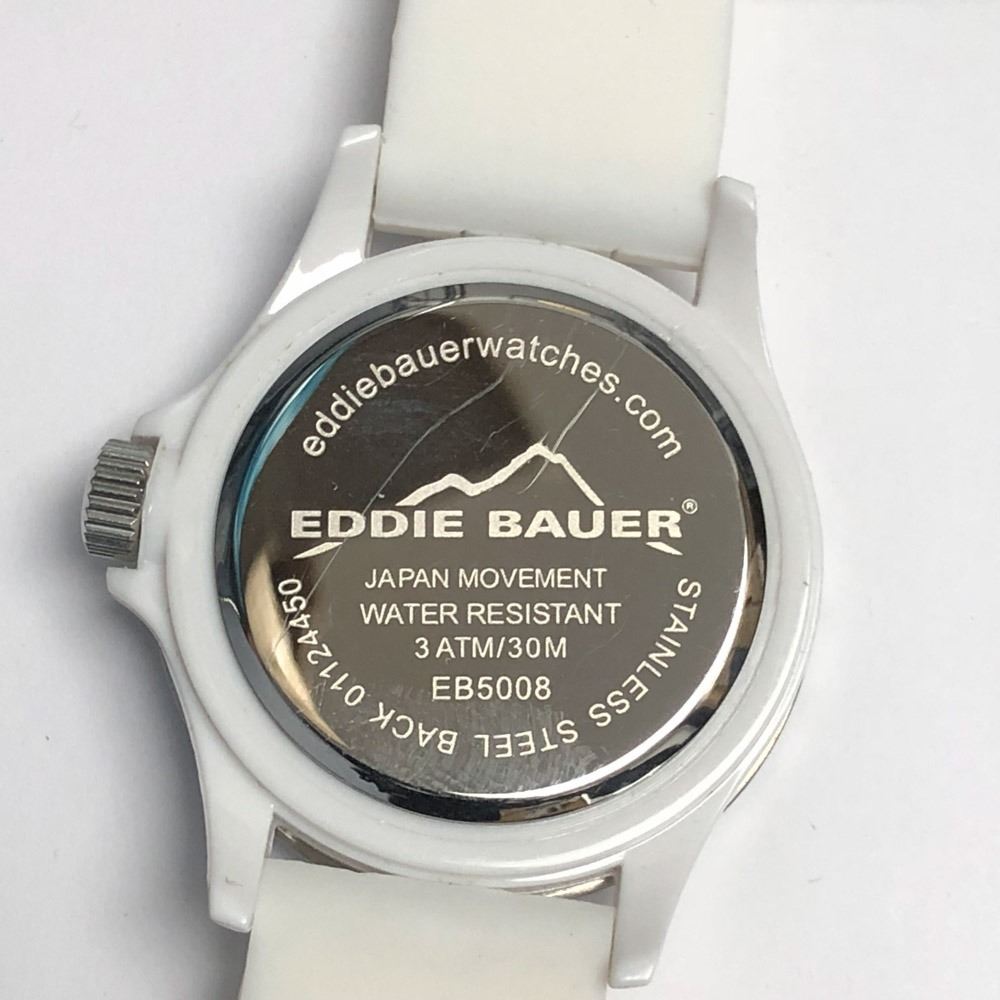 eddiebauerwatches.com
EDDIE BAUER®
JAPAN MOVEMENT
WATER RESISTANT
3 ATM/30M
EB5008
STAINLESS STEEL BACK 01124450